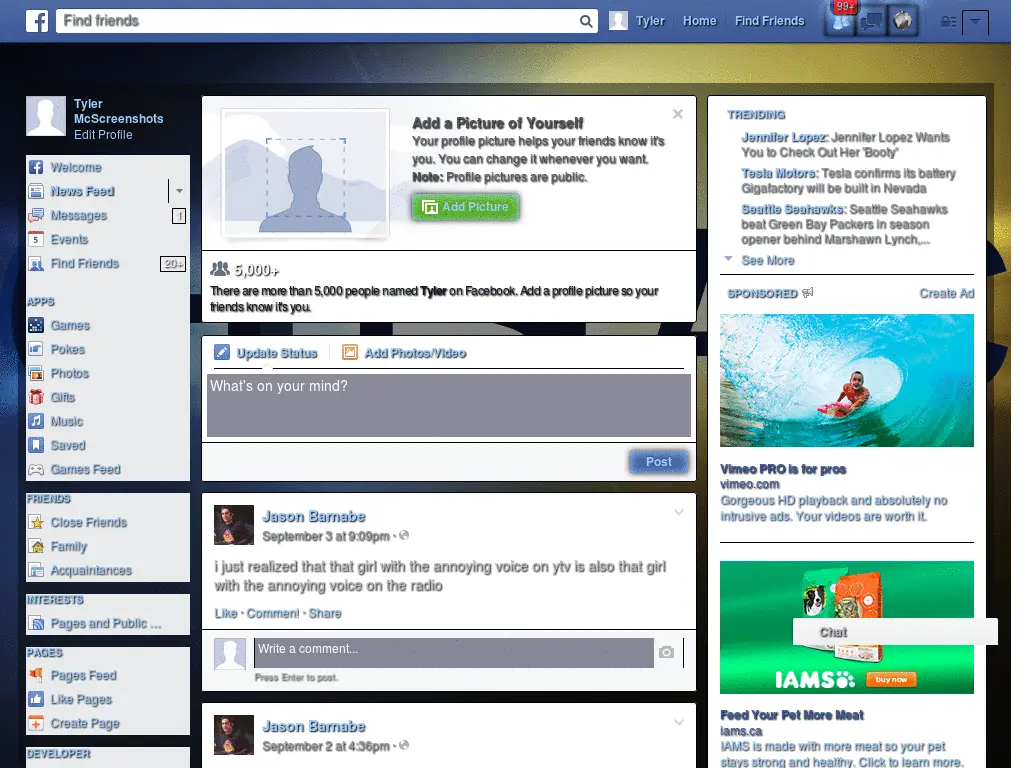 Find friends
Tyler
Home
Find Friends
99+
Tyler
McScreenshots
Edit Profile
Welcome
News Feed
Messages
1
5
Events
Find Friends
20+
APPS
Games
Pokes
Photos
Gifts
Music
Saved
Games Feed
FRIENDS
Close Friends
Family
Acquaintances
INTERESTS
Pages and Public ...
PAGES
Pages Feed
Like Pages
Create Page
DEVELOPER
Add a Picture of Yourself
Your profile picture helps your friends know it's
you. You can change it whenever you want.
Note: Profile pictures are public.
Add Picture
5,000+
There are more than 5,000 people named Tyler on Facebook. Add a profile picture so your
friends know it's you.
Update Status
Add Photos/Video
What's on your mind?
Post
Jason Barnabe
September 3 at 9:09pm ·
i just realized that that girl with the annoying voice on ytv is also that girl
with the annoying voice on the radio
Like · Comment · Share
Write a comment...
Press Enter to post.
Jason Barnabe
September 2 at 4:36pm ·
TRENDING
Jennifer Lopez: Jennifer Lopez Wants
You to Check Out Her 'Booty'
Tesla Motors: Tesla confirms its battery
Gigafactory will be built in Nevada
Seattle Seahawks: Seattle Seahawks
beat Green Bay Packers in season
opener behind Marshawn Lynch,...
See More
SPONSORED
Create Ad
Vimeo PRO is for pros
vimeo.com
Gorgeous HD playback and absolutely no
intrusive ads. Your videos are worth it.
Chat
IAMS
buy now
Feed Your Pet More Meat
iams.ca
IAMS is made with more meat so your pet
stays strong and healthy. Click to learn more.